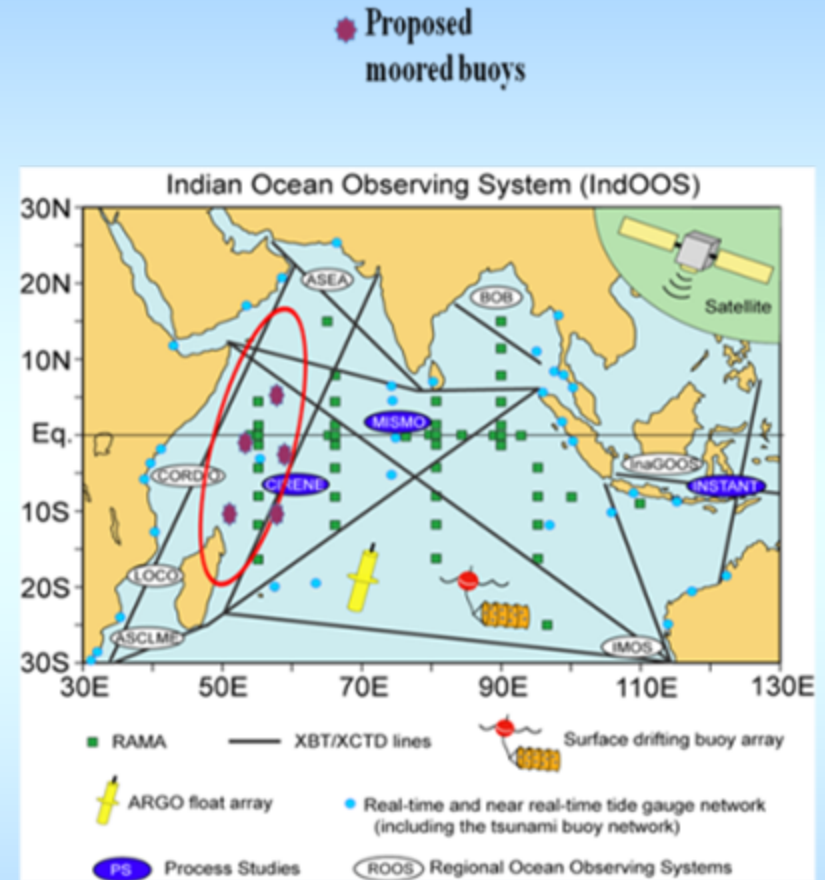 Proposed
moored buoys
Indian Ocean Observing System (IndOOS)
30N
20N
10N
Eq.
10S
20S
30S
30E
50E
70E
90E
110E
130E
ASEA
BOB
Satellite
MISMO
CORDIO
CIRENE
InaGOOS
INSTANT
LOCO
ASCLME
IMOS
RAMA
XBT/XCTD lines
Surface drifting buoy array
ARGO float array
Real-time and near real-time tide gauge network
(including the tsunami buoy network)
PS
Process Studies
ROOS
Regional Ocean Observing Systems